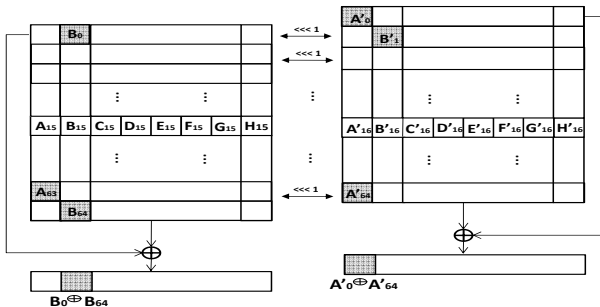 B₀
A₁₅ B₁₅ C₁₅ D₁₅ E₁₅ F₁₅ G₁₅ H₁₅
A₆₃
B₆₄
B₀⊕B₆₄
<<< 1
<<< 1
<<< 1
A'₀
B'₁
A'₁₆ B'₁₆ C'₁₆ D'₁₆ E'₁₆ F'₁₆ G'₁₆ H'₁₆
A'₆₄
A'₀⊕A'₆₄